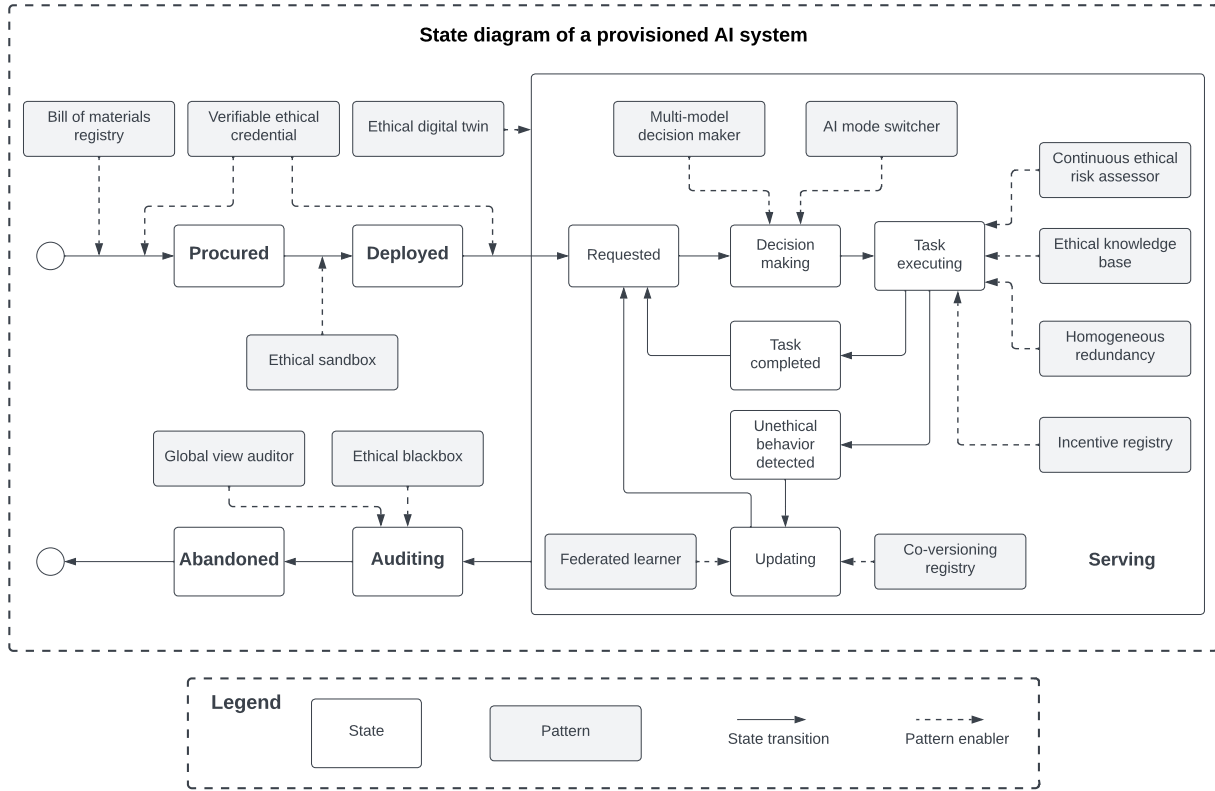 State diagram of a provisioned AI system
Bill of materials
registry
Verifiable ethical
credential
Ethical digital twin
Multi-model
decision maker
AI mode switcher
Continuous ethical
risk assessor
Procured
Deployed
Requested
Decision
making
Task
executing
Ethical knowledge
base
Ethical sandbox
Task
completed
Homogeneous
redundancy
Global view auditor
Ethical blackbox
Unethical
behavior
detected
Incentive registry
Abandoned
Auditing
Federated learner
Updating
Co-versioning
registry
Serving
Legend
State
Pattern
State transition
Pattern enabler